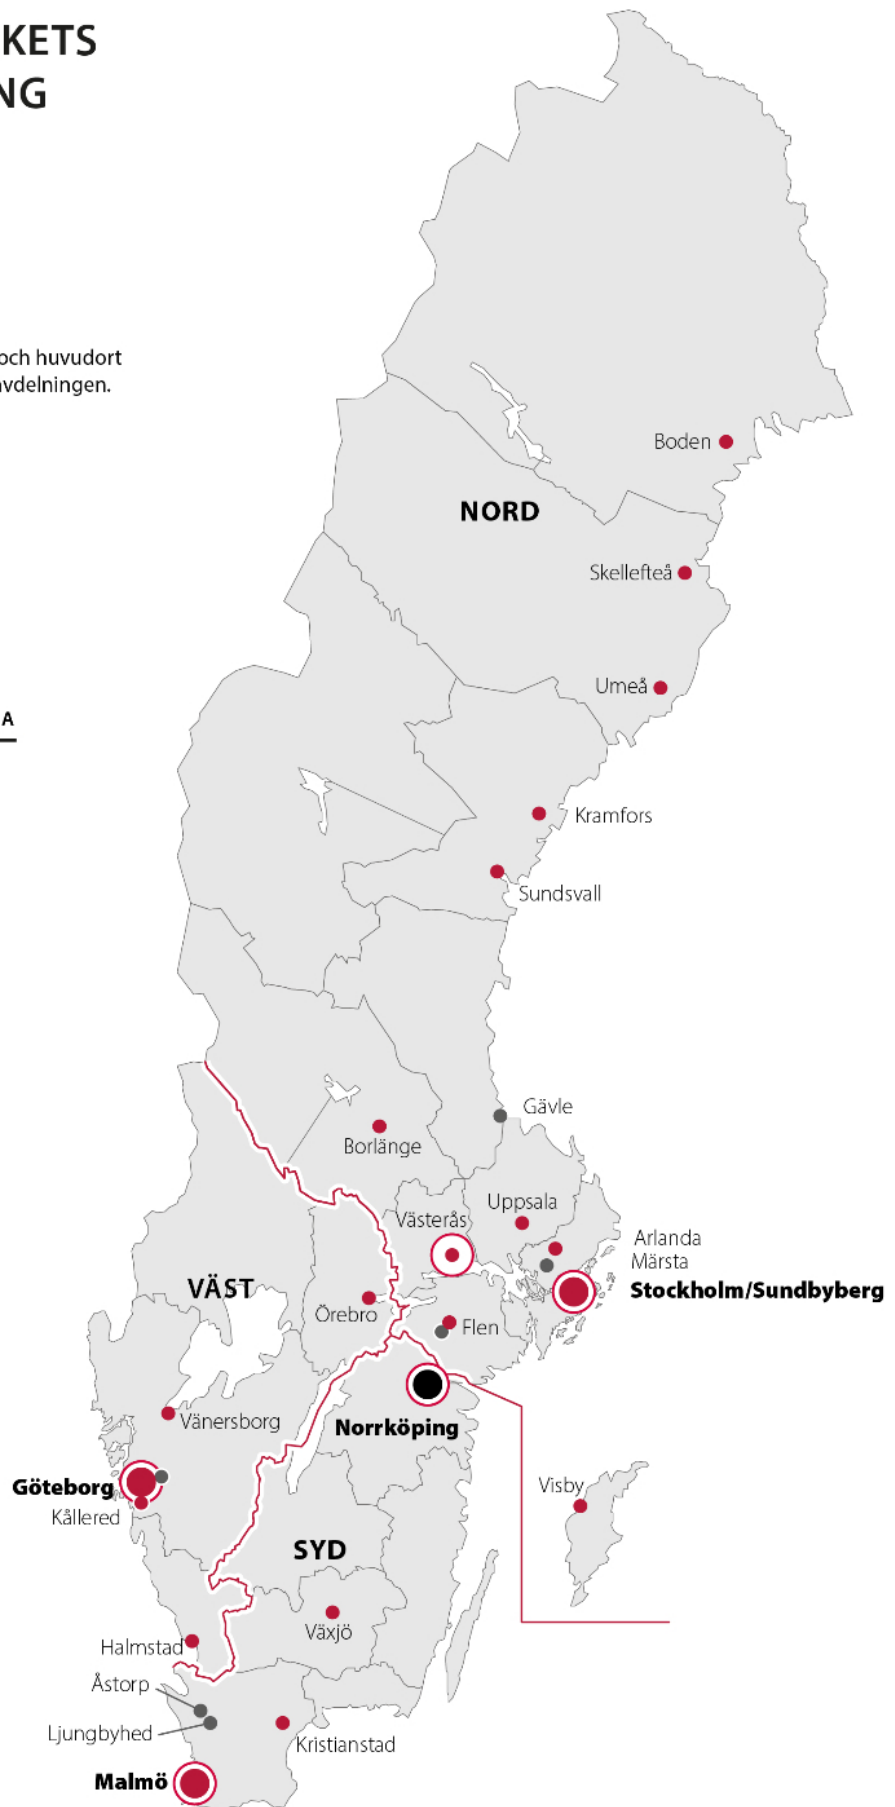 KETS
NG
och huvudort
avdelningen.
Boden
NORD
Skellefteå
Umeå
A
Kramfors
Sundsvall
Gävle
Borlänge
Uppsala
Västerås
Arlanda
Märsta
VÄST
Stockholm/Sundbyberg
Örebro
Flen
Vänersborg
Norrköping
Göteborg
Visby
Kållered
SYD
Växjö
Halmstad
Åstorp
Ljungbyhed
Kristianstad
Malmö